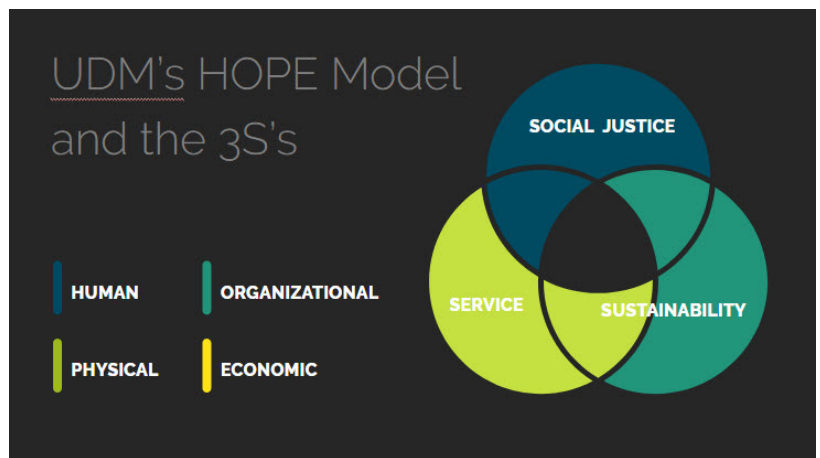 UDM's HOPE Model
and the 3S's
SOCIAL JUSTICE
SERVICE
SUSTAINABILITY
HUMAN
ORGANIZATIONAL
PHYSICAL
ECONOMIC